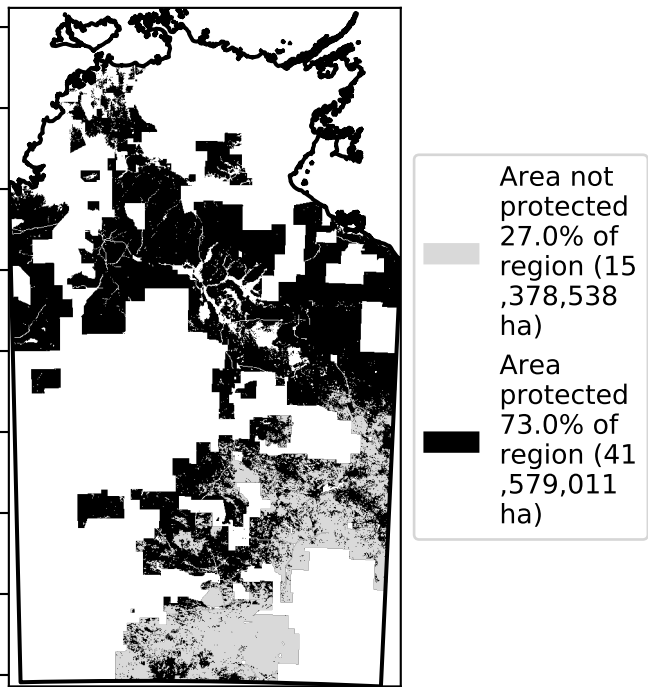 Area not
protected
27.0% of
region (15
,378,538
ha)
Area
protected
73.0% of
region (41
,579,011
ha)